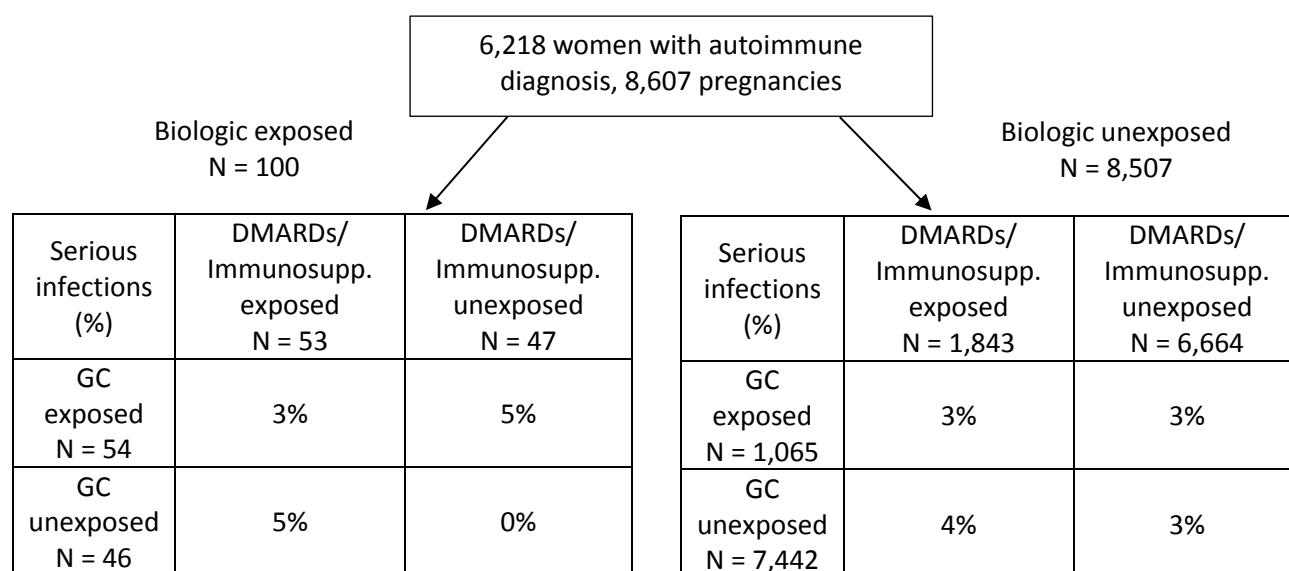 6,218 women with autoimmune
diagnosis, 8,607 pregnancies
Biologic exposed
N = 100
Biologic unexposed
N = 8,507
Serious
infections
(%)
DMARDs/
Immunosupp.
exposed
N = 53
DMARDs/
Immunosupp.
unexposed
N = 47
GC
exposed
N = 54
3%
5%
GC
unexposed
N = 46
5%
0%
Serious
infections
(%)
DMARDs/
Immunosupp.
exposed
N = 1,843
DMARDs/
Immunosupp.
unexposed
N = 6,664
GC
exposed
N = 1,065
3%
3%
GC
unexposed
N = 7,442
4%
3%